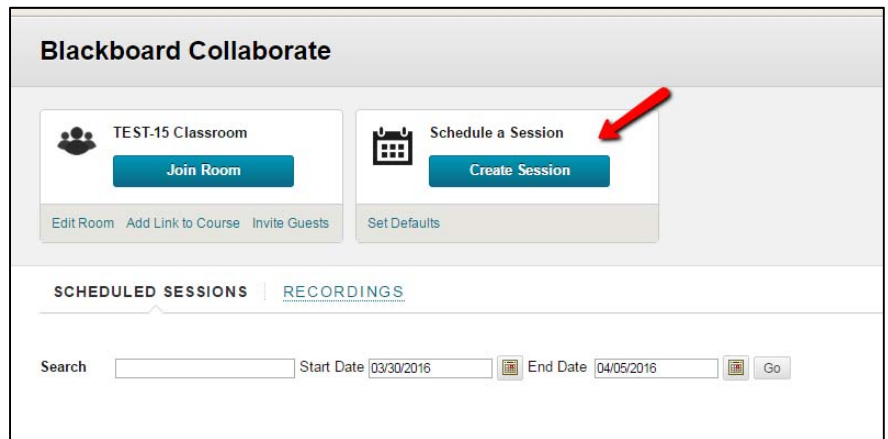 Blackboard Collaborate
TEST-15 Classroom
Join Room
Edit Room Add Link to Course Invite Guests
Schedule a Session
Create Session
Set Defaults
SCHEDULED SESSIONS RECORDINGS
Search Start Date 03/30/2016 End Date 04/05/2016 Go